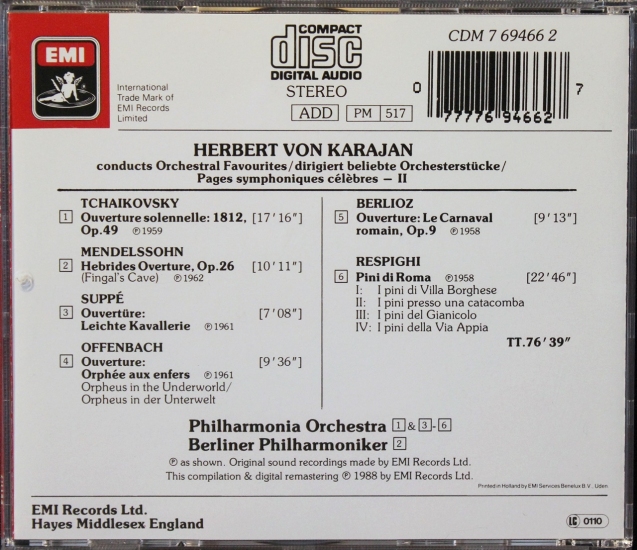 EMI
International
Trade Mark of
EMI Records
Limited
COMPACT
disc
DIGITAL AUDIO
STEREO
ADD PM 517
CDM 7 69466 2
0 77776 94662 7
HERBERT VON KARAJAN
conducts Orchestral Favourites/dirigiert beliebte Orchesterstücke/
Pages symphoniques célèbres – II
TCHAIKOVSKY
1 Ouverture solennelle: 1812, [17'16"]
Op.49 ℗1959
MENDELSSOHN
2 Hebrides Overture, Op.26 [10'11"]
(Fingal's Cave) ℗1962
SUPPÉ
3 Ouvertüre: [7'08"]
Leichte Kavallerie ℗1961
OFFENBACH
4 Ouverture: [9'36"]
Orphée aux enfers ℗1961
Orpheus in the Underworld/
Orpheus in der Unterwelt
BERLIOZ
5 Ouverture: Le Carnaval [9'13"]
romain, Op.9 ℗1958
RESPIGHI
6 Pini di Roma ℗1958 [22'46"]
I: I pini di Villa Borghese
II: I pini presso una catacomba
III: I pini del Gianicolo
IV: I pini della Via Appia
TT.76'39"
Philharmonia Orchestra 1 & 3-6
Berliner Philharmoniker 2
℗ as shown. Original sound recordings made by EMI Records Ltd.
This compilation & digital remastering ℗ 1988 by EMI Records Ltd.
Printed in Holland by EMI Services Benelux B.V. Uden
EMI Records Ltd.
Hayes Middlesex England
LC 0110